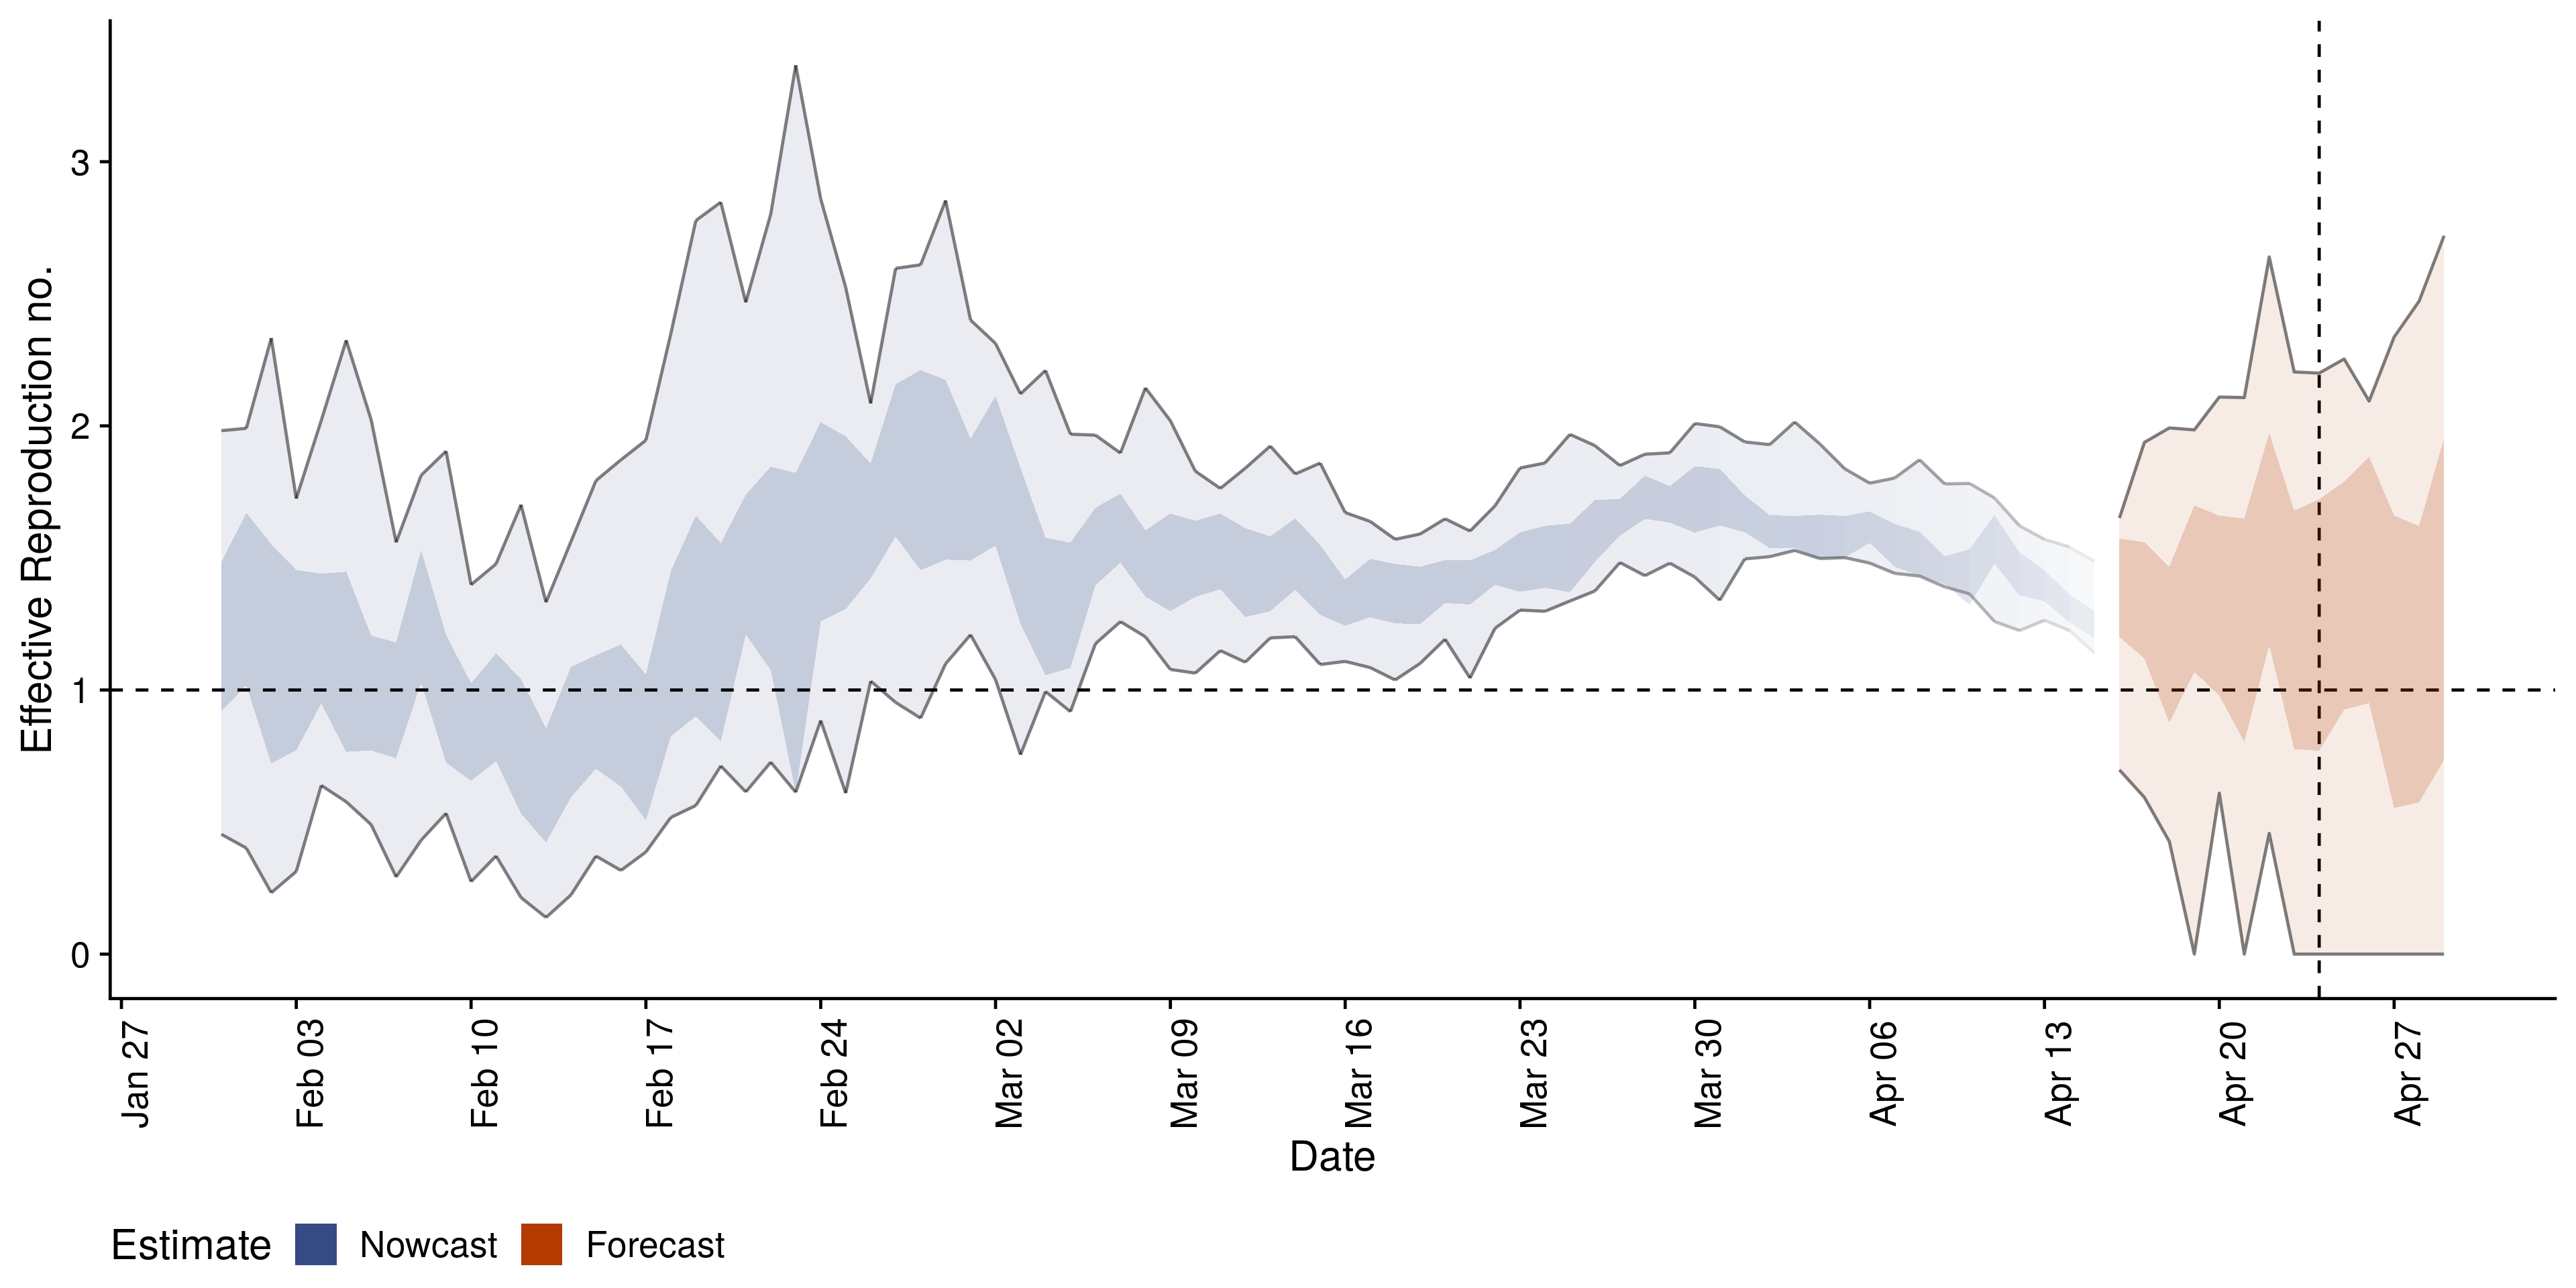 Effective Reproduction no.
3
2
1
0
Jan 27
Feb 03
Feb 10
Feb 17
Feb 24
Mar 02
Mar 09
Mar 16
Mar 23
Mar 30
Apr 06
Apr 13
Apr 20
Apr 27
Date
Estimate Nowcast Forecast